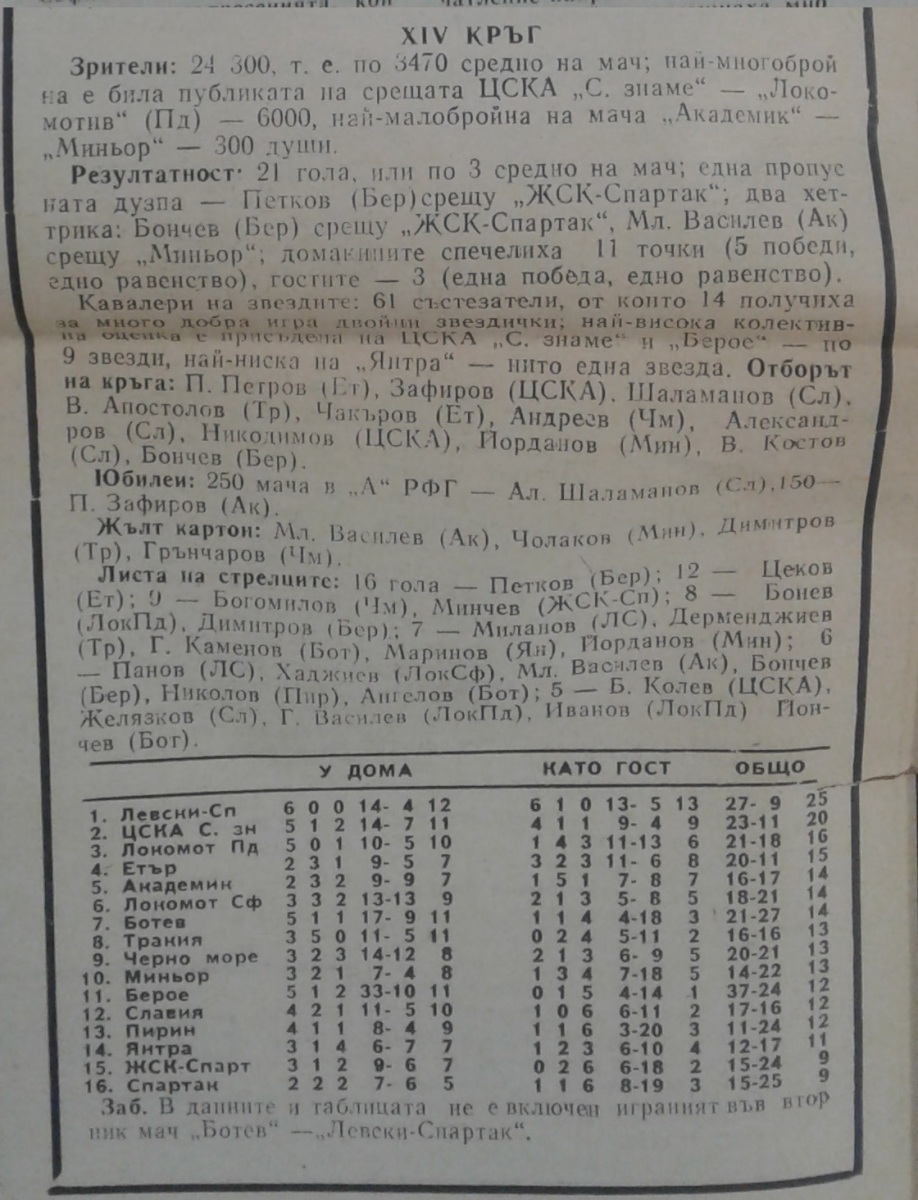 XIV КРЪГ
Зрители: 24 300, т. е. по 3470 средно на мач; най-многоброй
на е била публиката на срещата ЦСКА „С. знаме“ — „Локо-
мотив“ (Пд) — 6000, най-малобройна на мача „Академик“ —
„Миньор“ — 300 души.
Резултатност· 21 гола, или по 3 средно на мач; една пропус
ната дузпа — Петков (Бер)срещу „ЖСК-Спартак“; два хет-
трика: Бончев (Бер) срещу „ЖСК-Спартак“, Мл. Василев (Ак)
срещу „Миньор“; домакините спечелиха 11 точки (5 победи,
едно равенство), гостите — 3 (една победа, едно равенство).
Кавалери на звездите: 61 състезатели, от които 14 получиха
за много добра игра двойни звездички; най-висока колектив-
на оценка е присъдена на ЦСКА „С. знаме“ и „Берое“ — по
9 звезди, най-ниска на „Янтра“ — нито една звезда. Отборът
на кръга: П. Петров (Ет), Зафиров (ЦСКА). Шаламанов (Сл),
В. Апостолов (Тр), Чакъров (Ет), Андреев (Чм), Александ-
ров (Сл), Никодимов (ЦСКА), Йорданов (Мин), В. Костов
(Сл), Бончев (Бер).
Юбилеи: 250 мача в „А“ РФГ — Ал. Шаламанов (Сл),150—
П. Зафиров (Ак).
Жълт картон: Мл. Василев (Ак), Чолаков (Мин), Димитров
(Тр), Грънчаров (Чм).
Листа на стрелците: 16 гола — Петков (Бер); 12 — Цеков
(Ет); 9 — Богомилов (Чм), Минчев (ЖСК-Сп); 8 — Бонев
(ЛокПд), Димитров (Бер); 7 — Миланов (ЛС), Дерменджиев
(Тр), Г. Каменов (Бот), Маринов (Ян), Йорданов (Мин); 6
— Панов (ЛС), Хаджиев (ЛокСф), Мл. Василев (Ак), Бончев
(Бер), Николов (Пир), Ангелов (Бот); 5 — Б. Колев (ЦСКА),
Желязков (Сл), Г. Василев (ЛокПд), Иванов (ЛокПд) Йон-
чев (Бот).
У ДОМА КАТО ГОСТ ОБЩО
1. Левски-Сп 6 0 0 14- 4 12 6 1 0 13- 5 13 27- 9 25
2. ЦСКА С. зн 5 1 2 14- 7 11 4 1 1 9- 4 9 23-11 20
3. Локомот Пд 5 0 1 10- 5 10 1 4 3 11-13 6 21-18 16
4. Етър 2 3 1 9- 5 7 3 2 3 11- 6 8 20-11 15
5. Академик 2 3 2 9- 9 7 1 5 1 7- 8 7 16-17 14
6. Локомот Сф 3 3 2 13-13 9 2 1 3 5- 8 5 18-21 14
7. Ботев 5 1 1 17- 9 11 1 1 4 4-18 3 21-27 14
8. Тракия 3 5 0 11- 5 11 0 2 4 5-11 2 16-16 13
9. Черно море 3 2 3 14-12 8 2 1 3 6- 9 5 20-21 13
10. Миньор 3 2 1 7- 4 8 1 3 4 7-18 5 14-22 13
11. Берое 5 1 2 33-10 11 0 1 5 4-14 1 37-24 12
12. Славия 4 2 1 11- 5 10 1 0 6 6-11 2 17-16 12
13. Пирин 4 1 1 8- 4 9 1 1 6 3-20 3 11-24 12
14. Янтра 3 1 4 6- 7 7 1 2 3 6-10 4 12-17 11
15. ЖСК-Спарт 3 1 2 9- 6 7 0 2 6 6-18 2 15-24 9
16. Спартак 2 2 2 7- 6 5 1 1 6 8-19 3 15-25 9
Заб. В данните и таблицата не е включен играният във втор
ник мач „Ботев“ —„Левски-Спартак“.